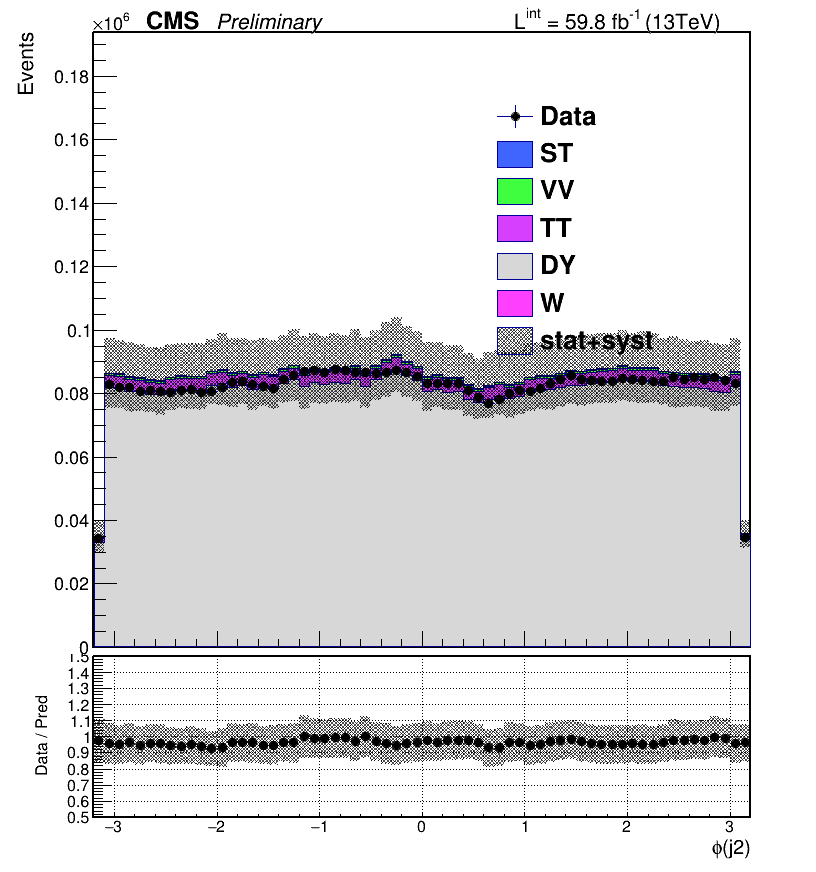 ×10⁶ CMS Preliminary L^int = 59.8 fb⁻¹ (13TeV)
Events
0.18
0.16
0.14
0.12
0.1
0.08
0.06
0.04
0.02
0
Data
ST
VV
TT
DY
W
stat+syst
Data / Pred
1.5
1.4
1.3
1.2
1.1
1
0.9
0.8
0.7
0.6
0.5
−3 −2 −1 0 1 2 3
ϕ(j2)